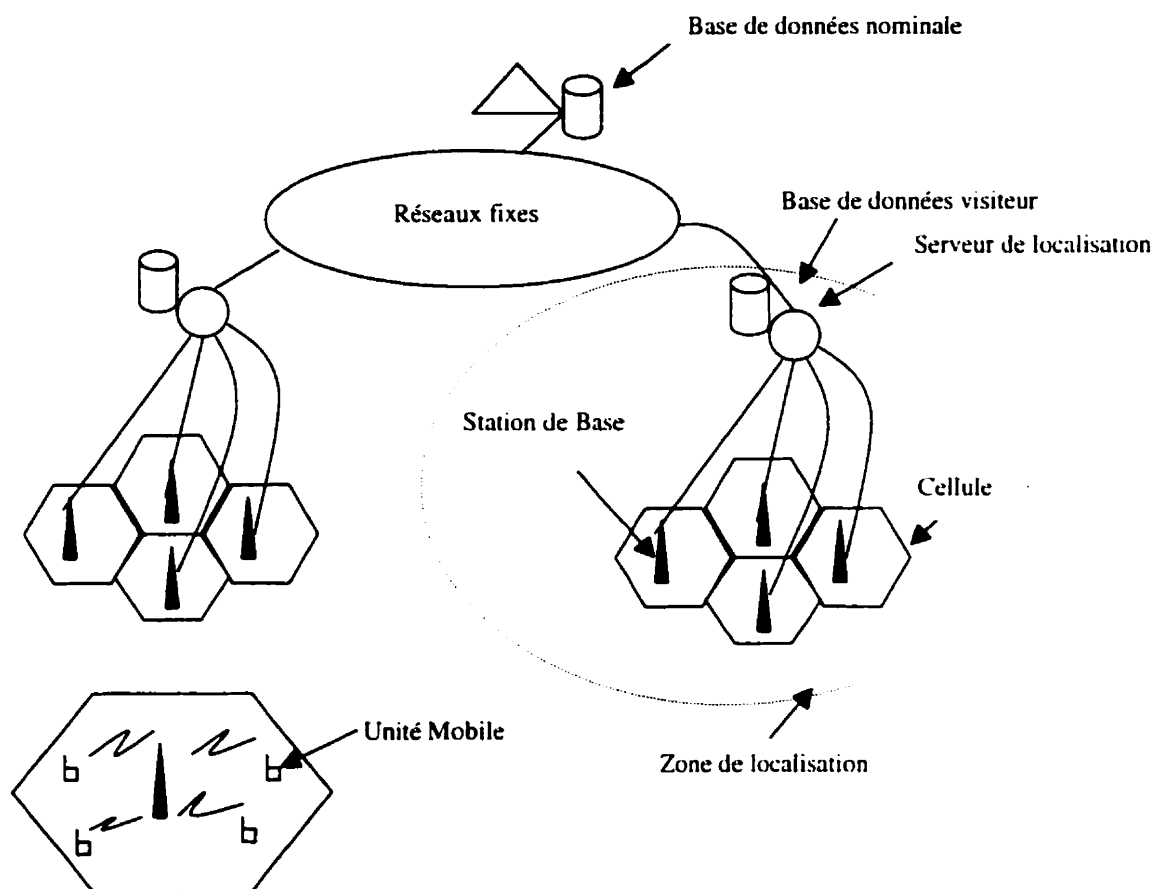 Base de données nominale
Réseaux fixes
Base de données visiteur
Serveur de localisation
Station de Base
Cellule
Unité Mobile
Zone de localisation